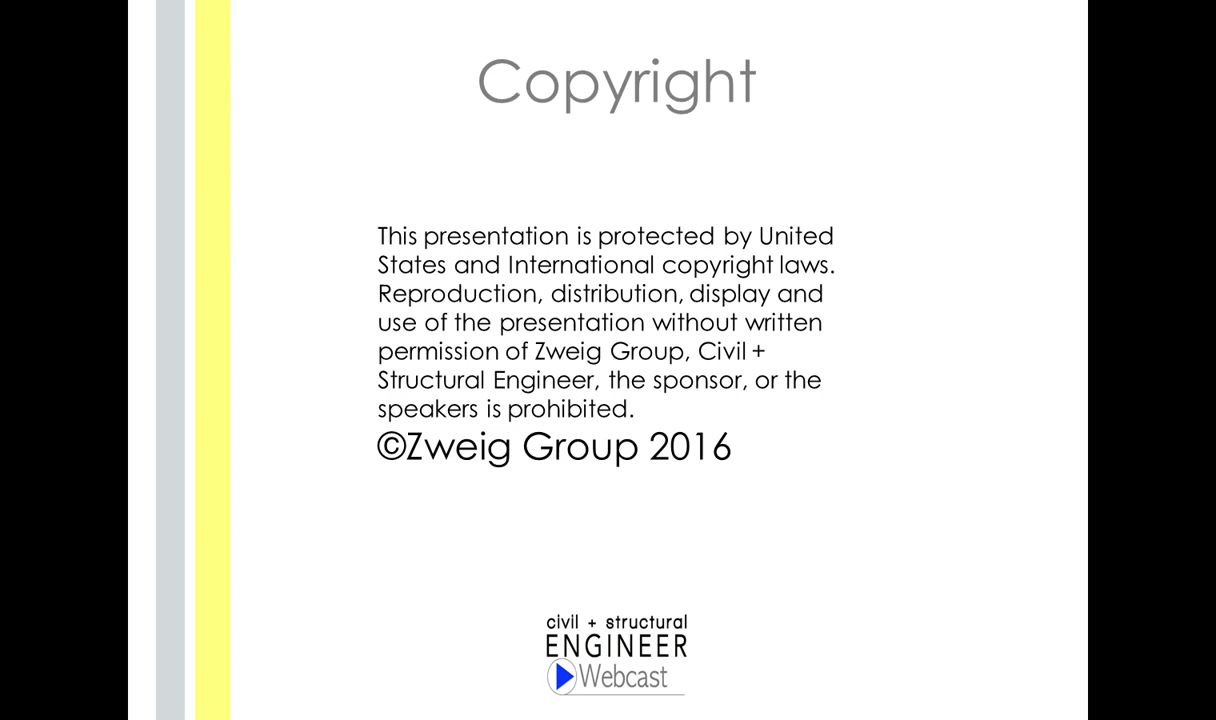 Copyright
This presentation is protected by United
States and International copyright laws.
Reproduction, distribution, display and
use of the presentation without written
permission of Zweig Group, Civil +
Structural Engineer, the sponsor, or the
speakers is prohibited.
©Zweig Group 2016
civil + structural
ENGINEER
Webcast